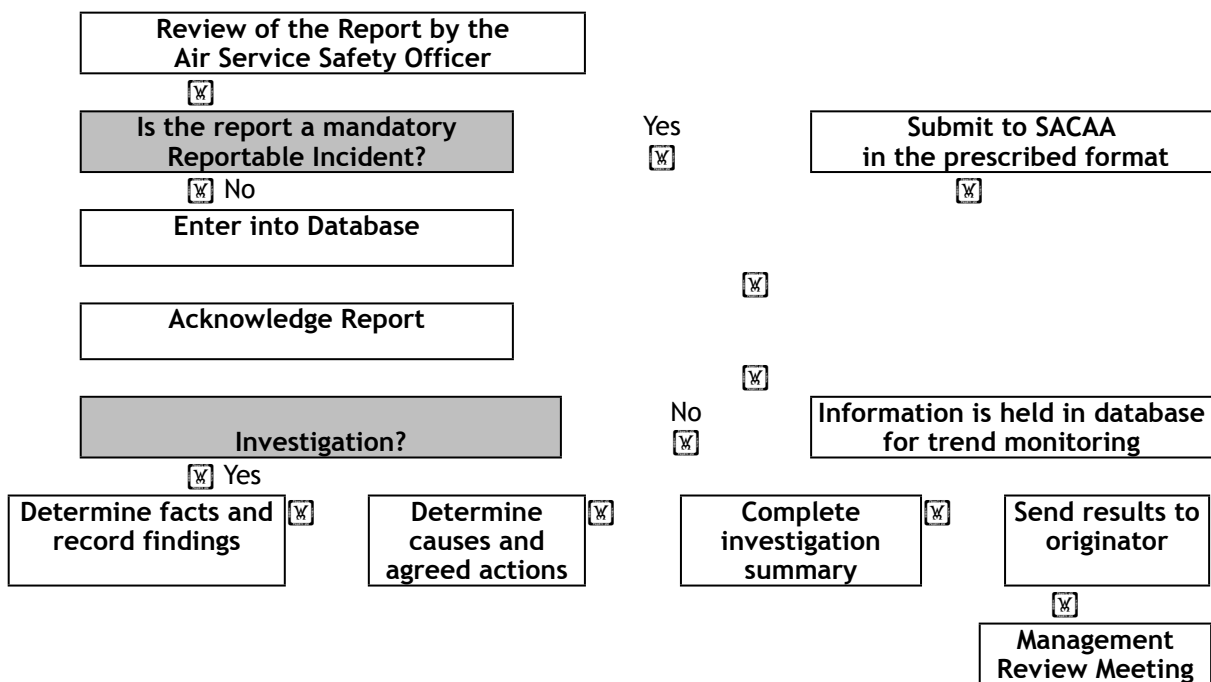 Review of the Report by the
Air Service Safety Officer
Is the report a mandatory
Reportable Incident?
Yes
Submit to SACAA
in the prescribed format
No
Enter into Database
Acknowledge Report
Investigation?
No
Information is held in database
for trend monitoring
Yes
Determine facts and
record findings
Determine
causes and
agreed actions
Complete
investigation
summary
Send results to
originator
Management
Review Meeting